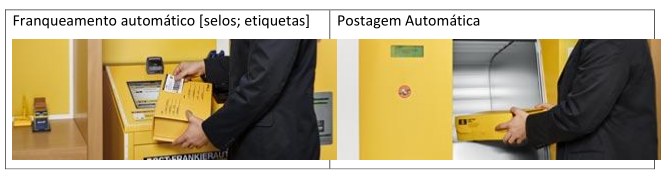 Franqueamento automático [selos; etiquetas]
Postagem Automática
POST-FRANKIERAUT